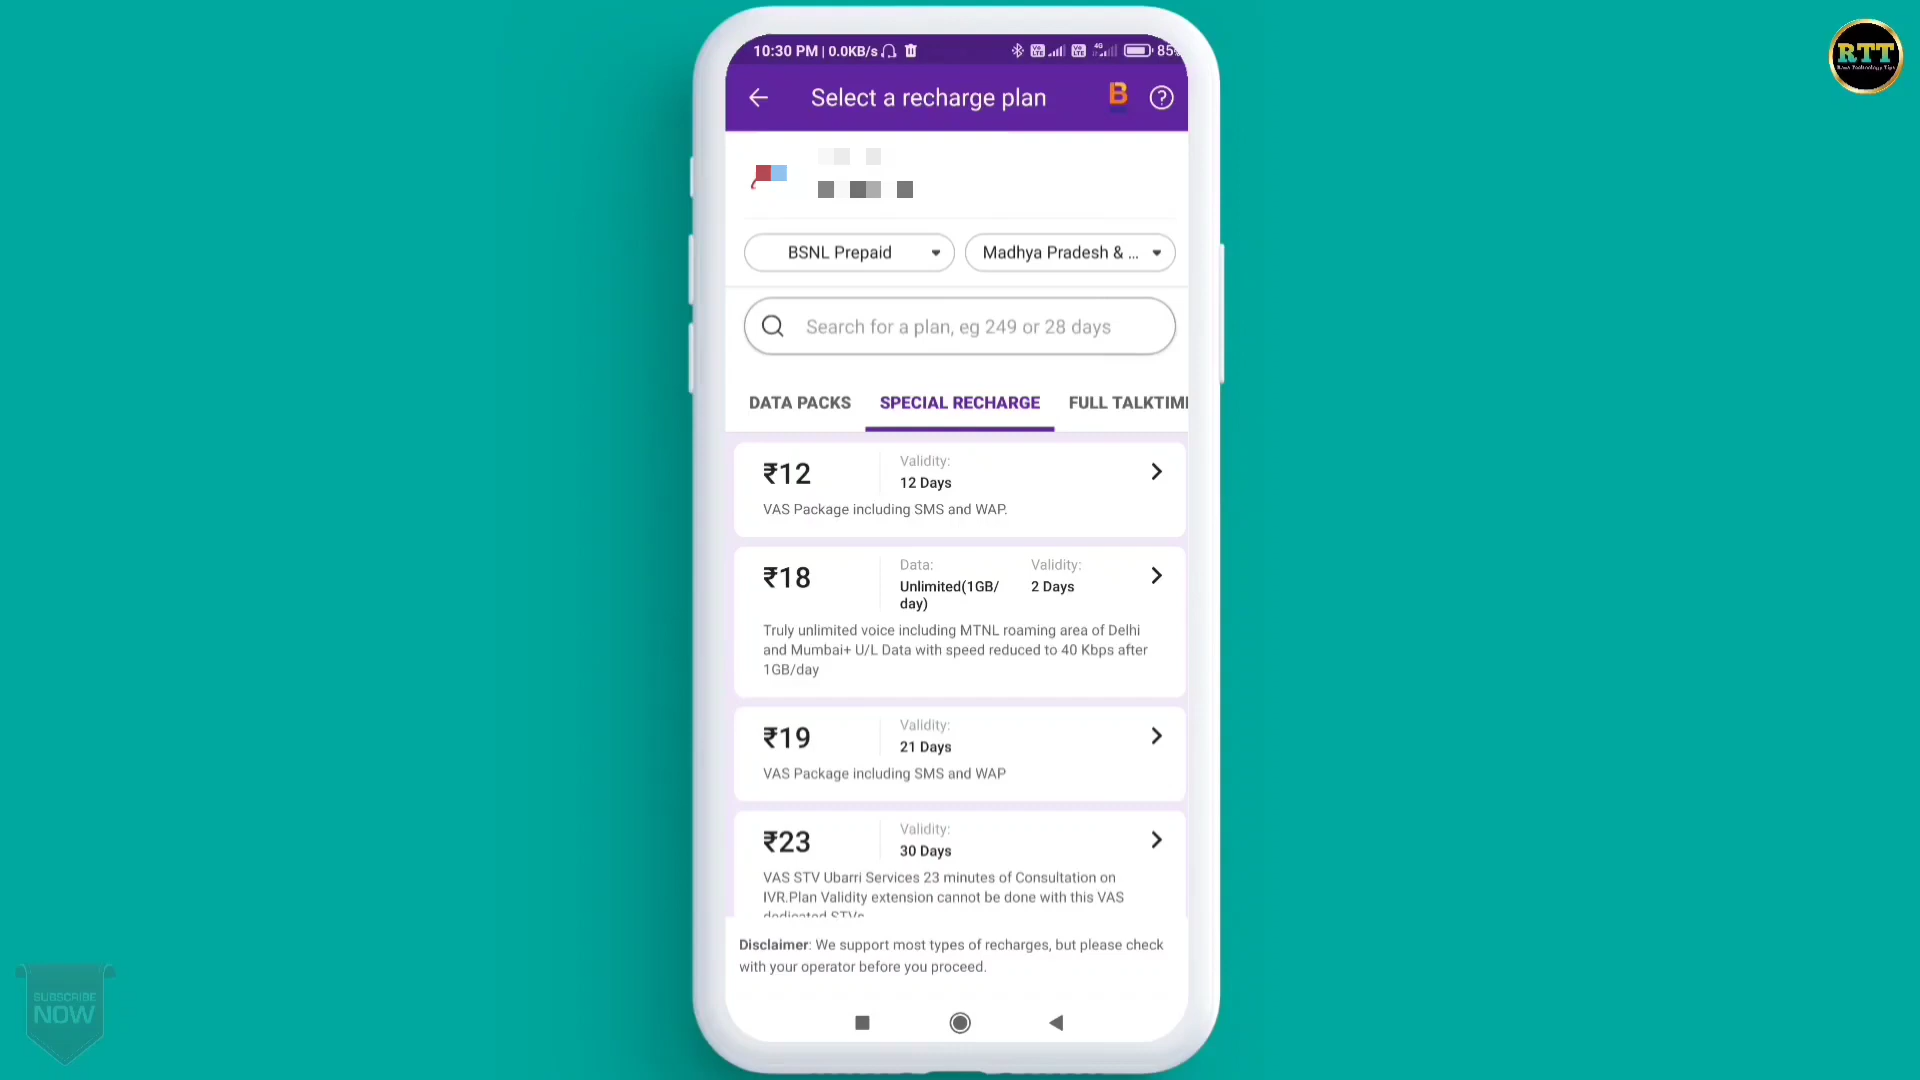 10:30 PM | 0.0KB/s
85%
RTT
Select a recharge plan
BSNL Prepaid
Madhya Pradesh & ...
Search for a plan, eg 249 or 28 days
DATA PACKS
SPECIAL RECHARGE
FULL TALKTIM
₹12
Validity:
12 Days
VAS Package including SMS and WAP.
₹18
Data:
Unlimited(1GB/
day)
Validity:
2 Days
Truly unlimited voice including MTNL roaming area of Delhi
and Mumbai+ U/L Data with speed reduced to 40 Kbps after
1GB/day
₹19
Validity:
21 Days
VAS Package including SMS and WAP
₹23
Validity:
30 Days
VAS STV Ubarri Services 23 minutes of Consultation on
IVR.Plan Validity extension cannot be done with this VAS
dedicated STVs
Disclaimer: We support most types of recharges, but please check
with your operator before you proceed.
SUBSCRIBE
NOW